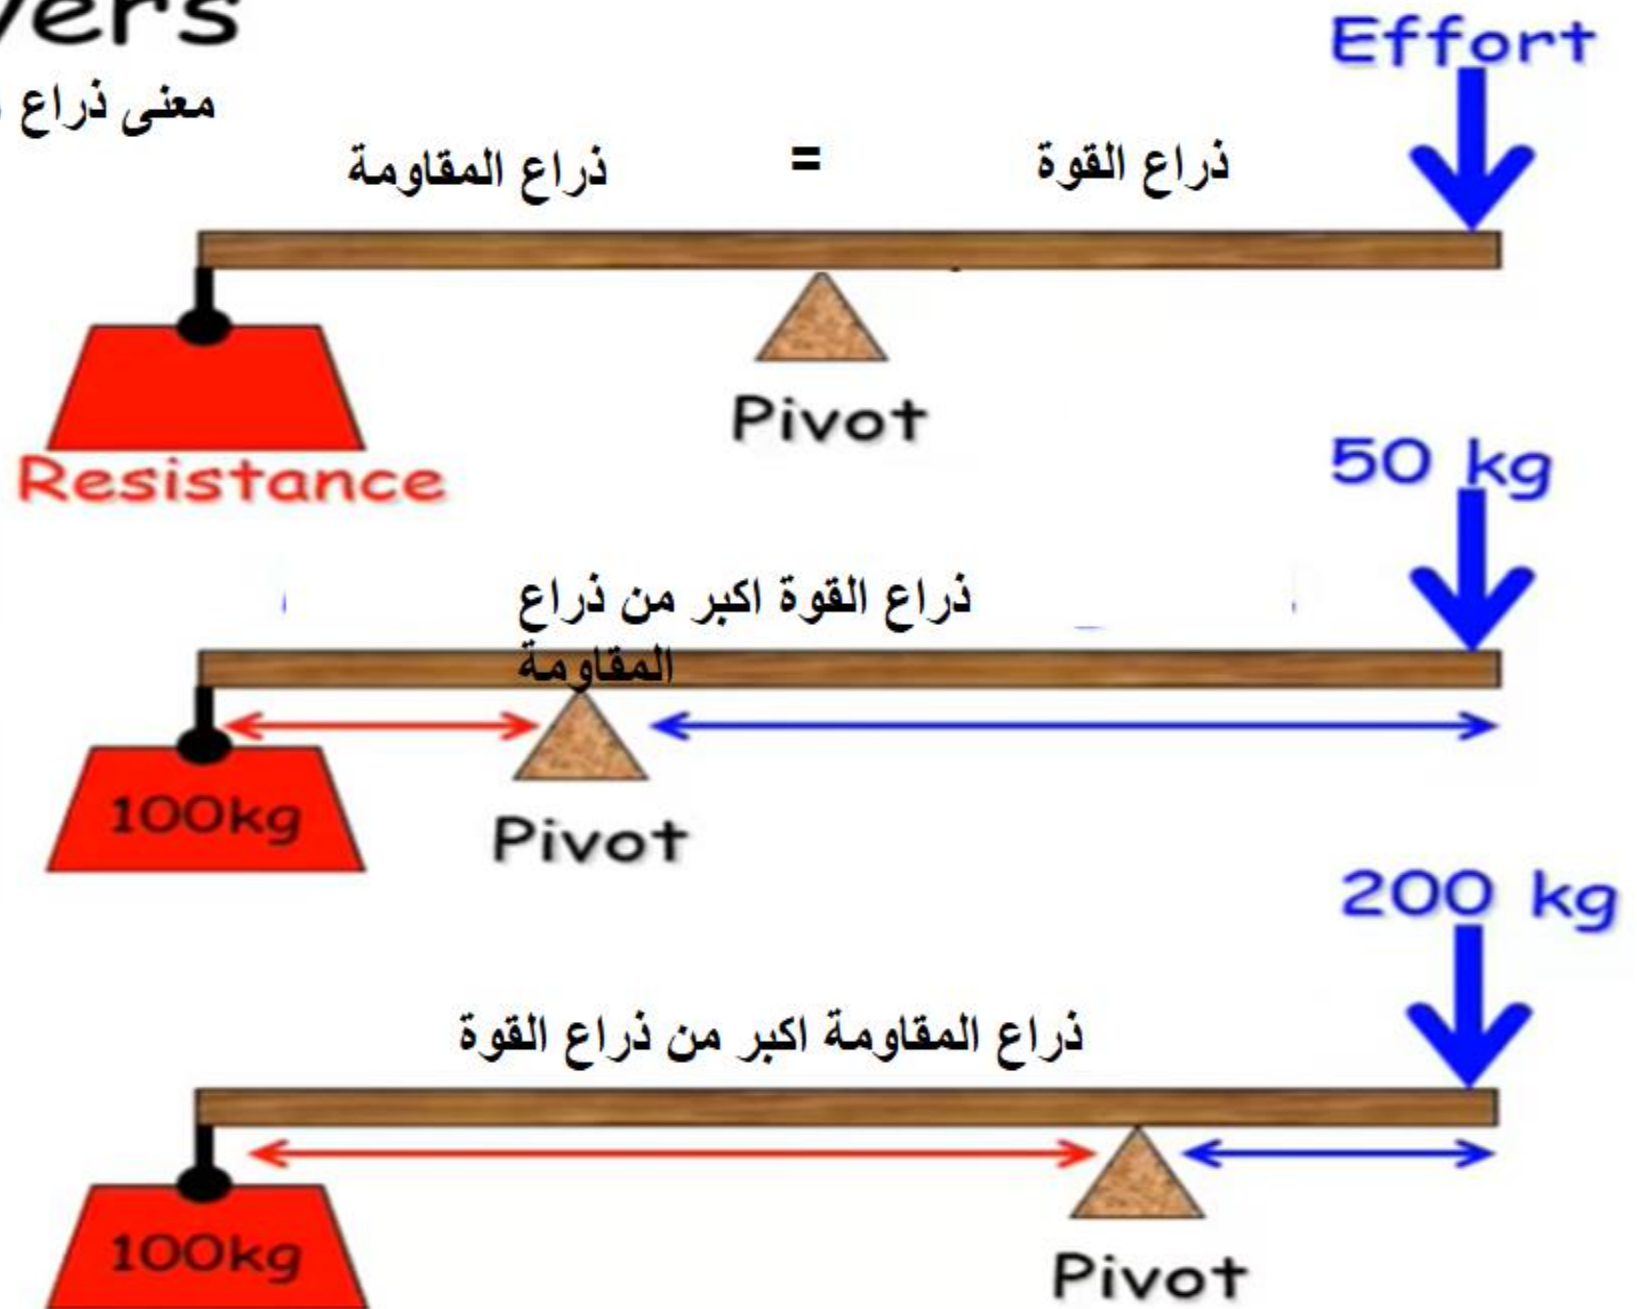 vers
Effort
معنى ذراع
ذراع المقاومة = ذراع القوة
Pivot
Resistance
50 kg
ذراع القوة اكبر من ذراع
المقاومة
100kg
Pivot
200 kg
ذراع المقاومة اكبر من ذراع القوة
100kg
Pivot